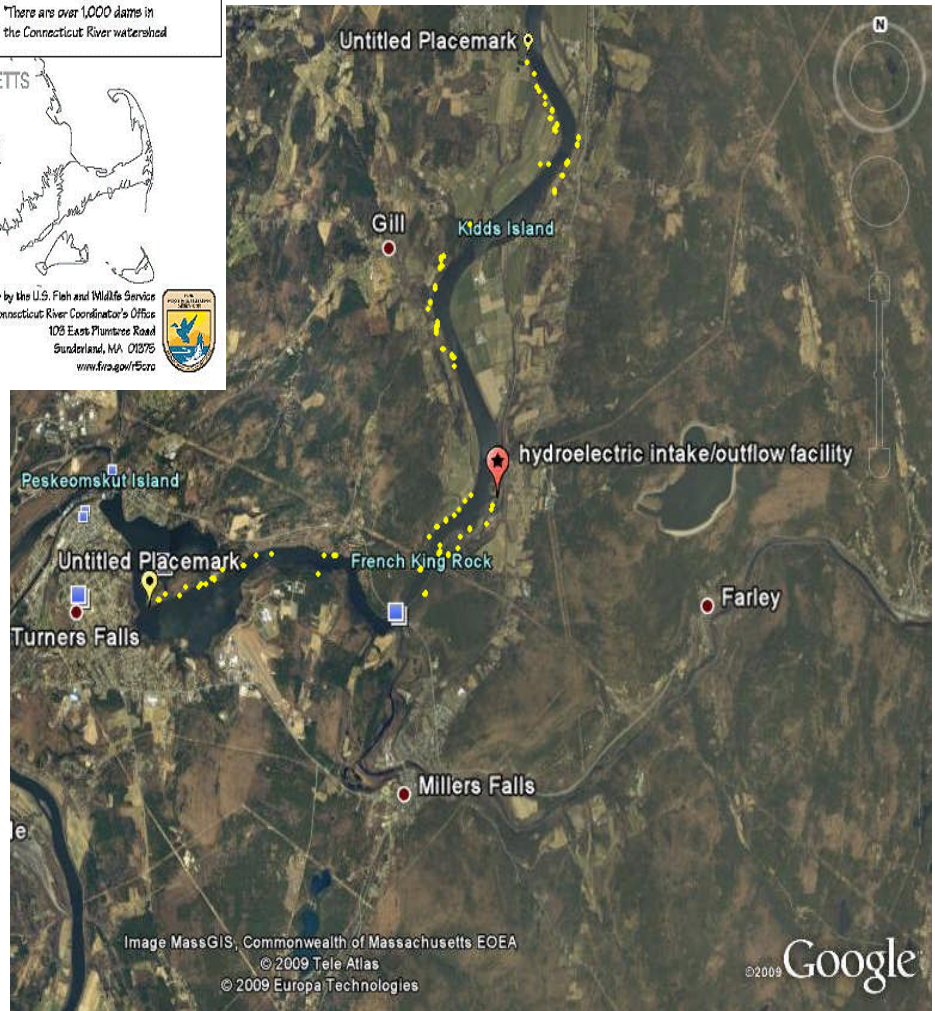 *There are over 1,000 dams in
the Connecticut River watershed
ETTS
by the U.S. Fish and Wildlife Service
onnecticut River Coordinator's Office
103 East Plumtree Road
Sunderland, MA 01375
www.fws.gov/r5crc
Untitled Placemark
N
Gill
Kidds Island
hydroelectric intake/outflow facility
Peskeomskut Island
Untitled Placemark
French King Rock
Farley
Turners Falls
Millers Falls
le
Image MassGIS, Commonwealth of Massachusetts EOEA
© 2009 Tele Atlas
© 2009 Europa Technologies
©2009 Google